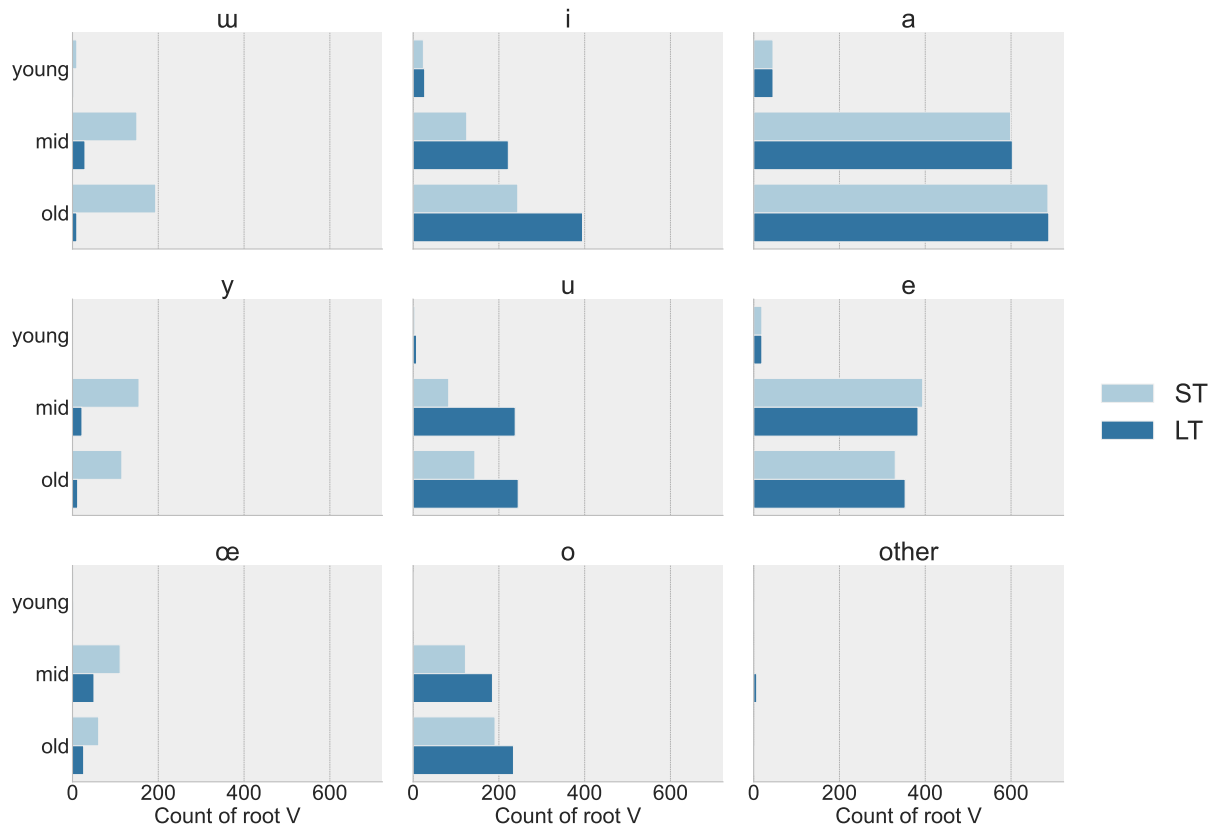 ɯ i a
young
mid
old
y u e
young
mid
old
ST
LT
œ o other
young
mid
old
0 200 400 600 0 200 400 600 0 200 400 600
Count of root V Count of root V Count of root V